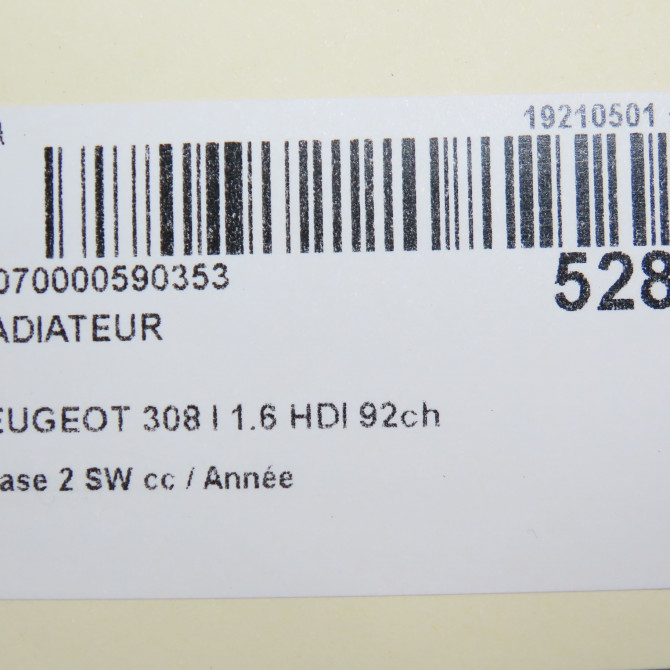 19210501
070000590353
528
ADIATEUR
EUGEOT 308 I 1.6 HDI 92ch
ase 2 SW cc / Année